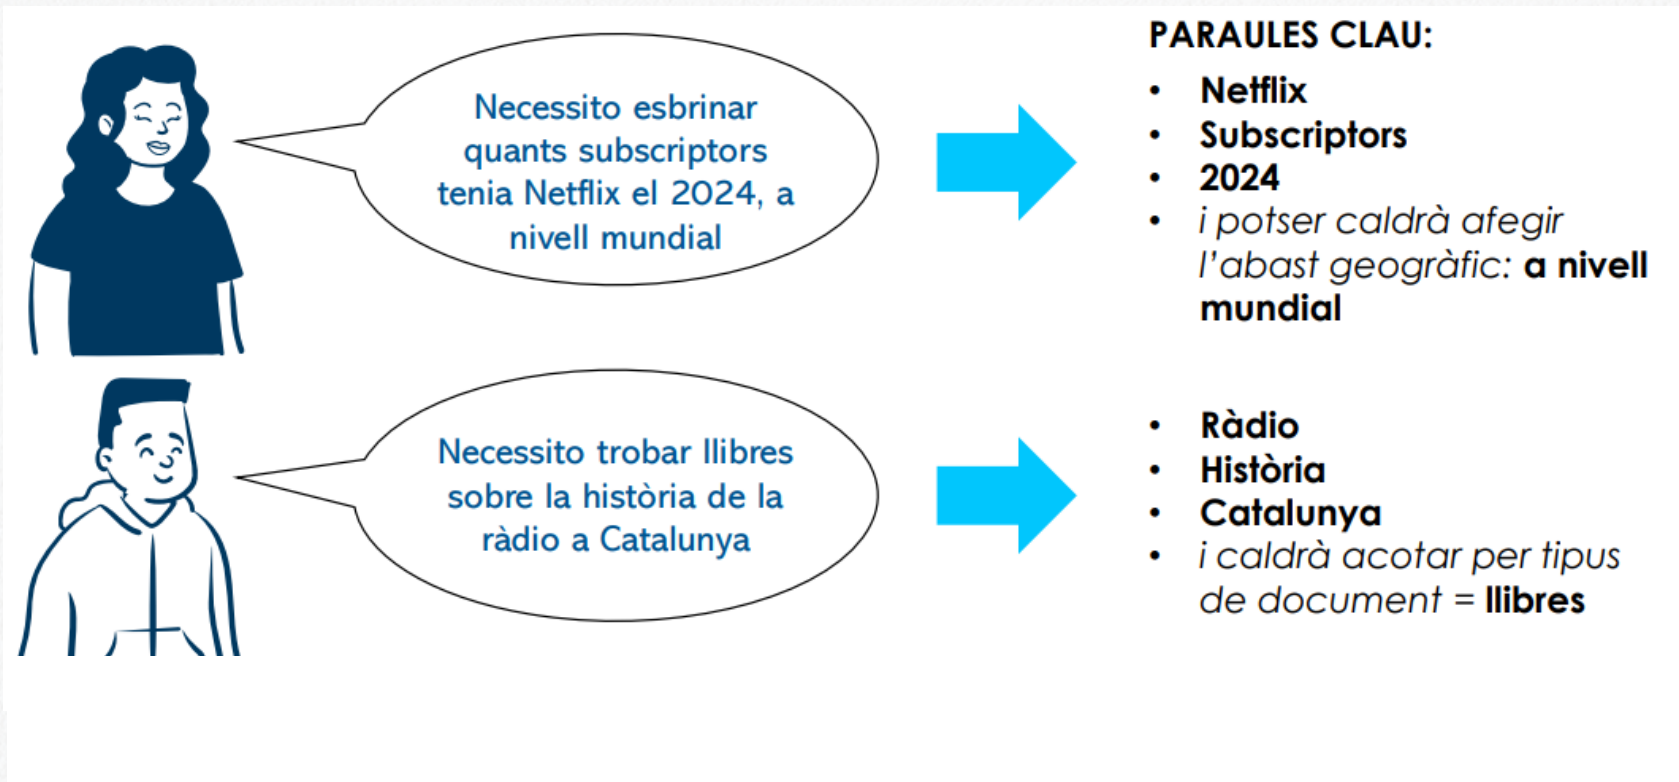 Necessito esbrinar
quants subscriptors
tenia Netflix el 2024, a
nivell mundial
PARAULES CLAU:
• Netflix
• Subscriptors
• 2024
• i potser caldrà afegir
l'abast geogràfic: a nivell
mundial
Necessito trobar llibres
sobre la història de la
ràdio a Catalunya
• Ràdio
• Història
• Catalunya
• i caldrà acotar per tipus
de document = llibres